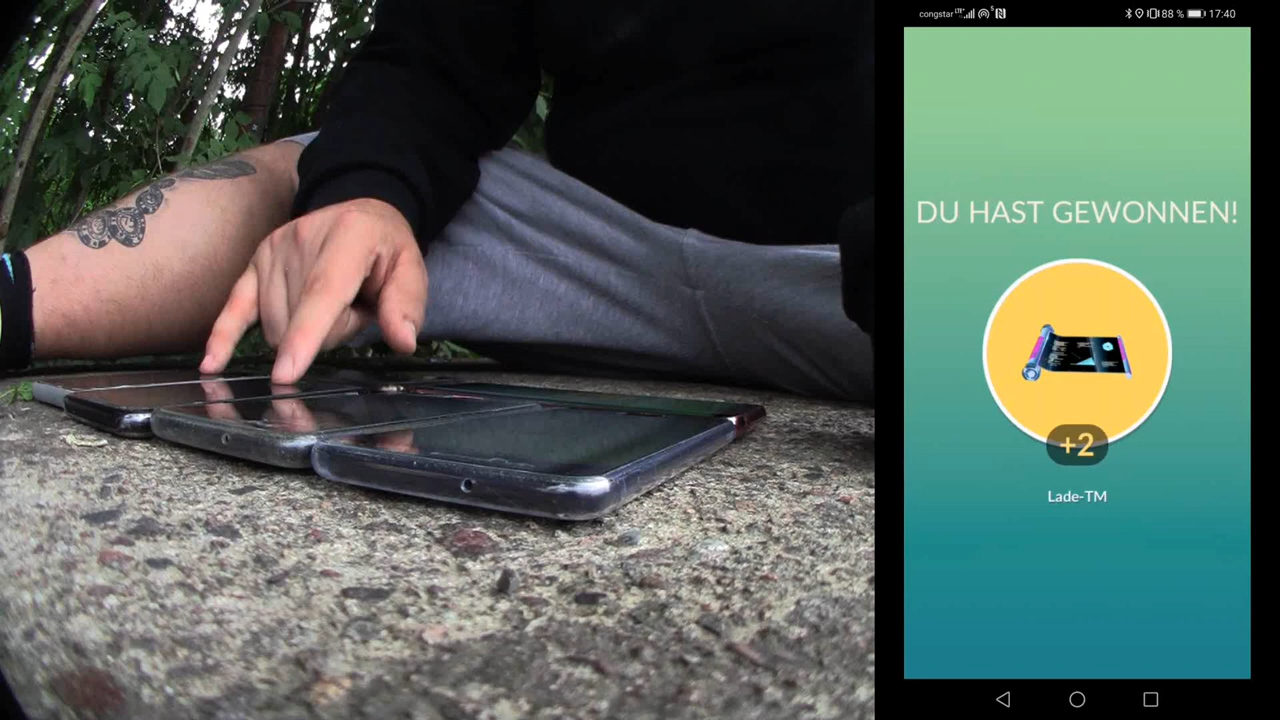 congstar
88 %
17:40
DU HAST GEWONNEN!
+2
Lade-TM